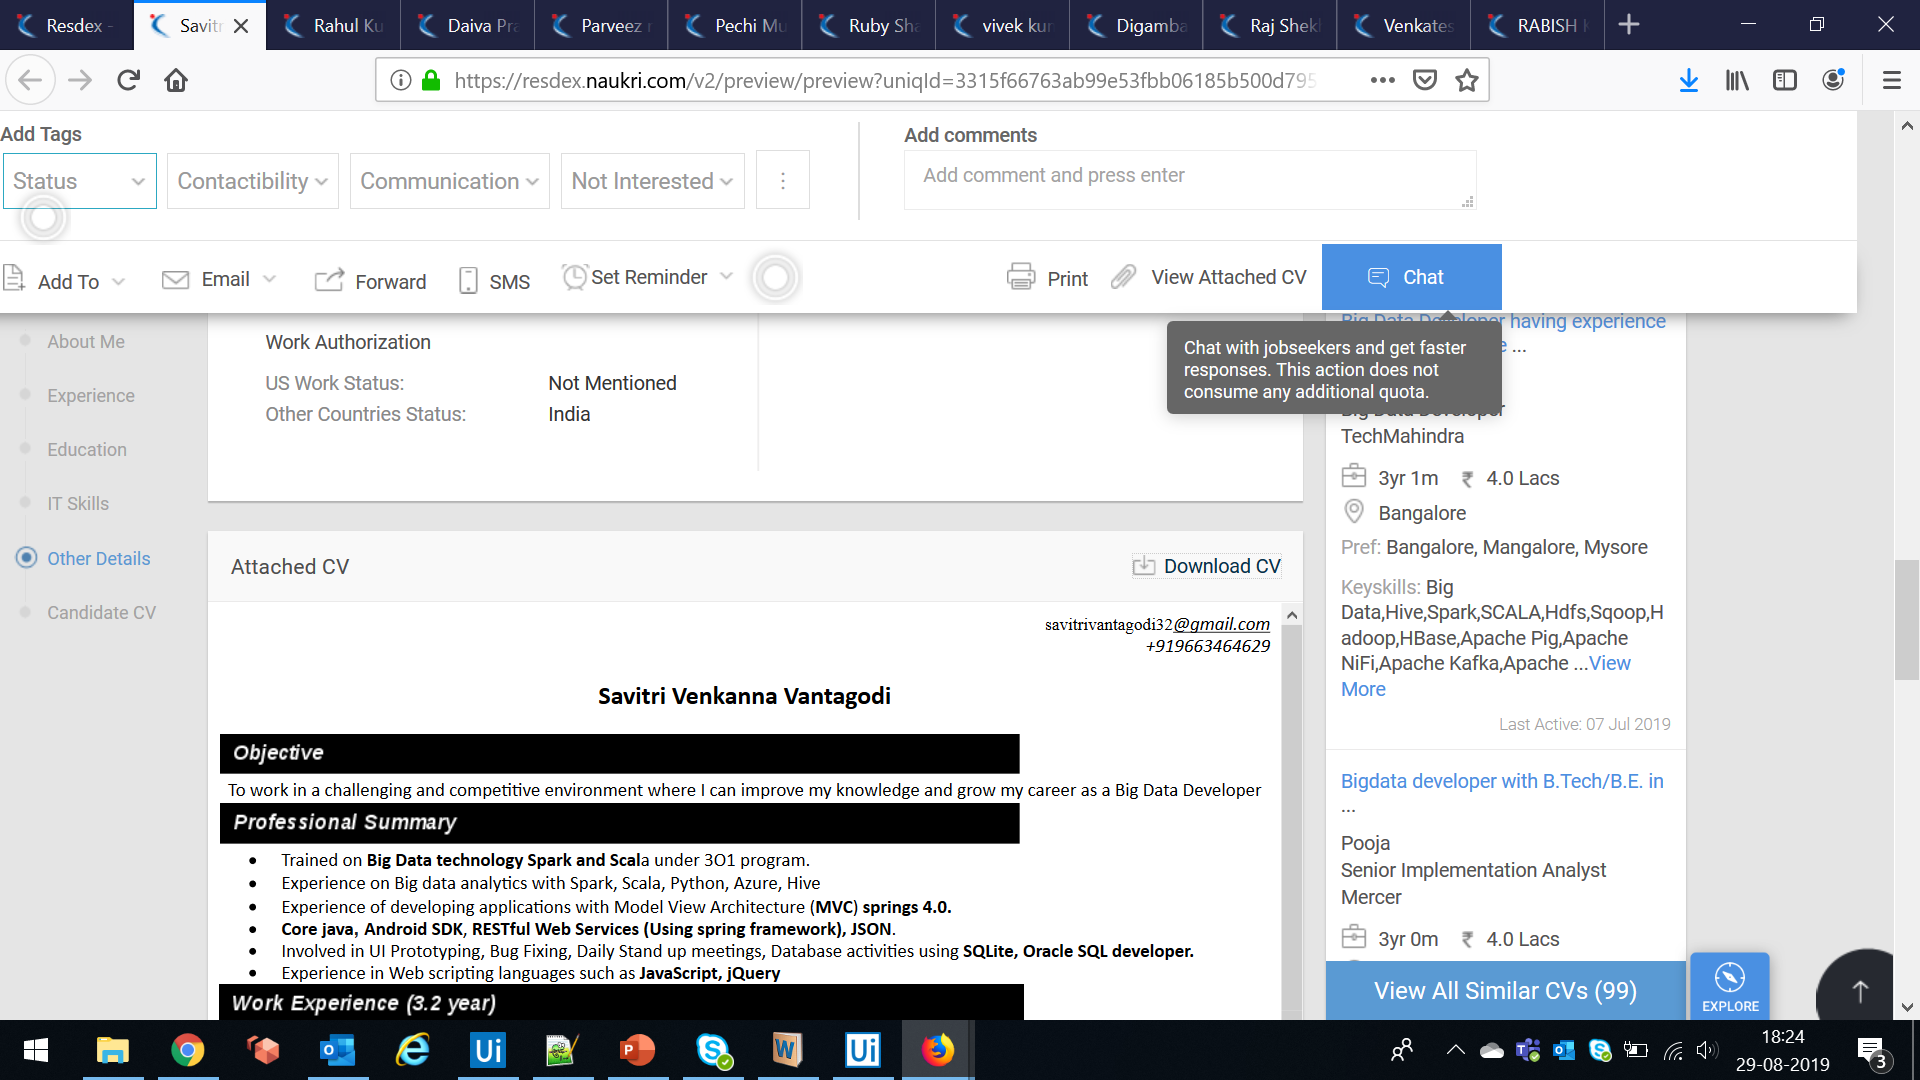 Resdex -
Savitr
Rahul Ku
Daiva Pra
Parveez r
Pechi Mu
Ruby Sha
vivek kun
Digamba
Raj Shekh
Venkates
RABISH K
https://resdex.naukri.com/v2/preview/preview?uniqId=3315f66763ab99e53fbb06185b500d795
Add Tags
Add comments
Status
Contactibility
Communication
Not Interested
Add comment and press enter
Add To
Email
Forward
SMS
Set Reminder
Print
View Attached CV
Chat
Chat with jobseekers and get faster
responses. This action does not
consume any additional quota.
About Me
Experience
Education
IT Skills
Other Details
Candidate CV
Work Authorization
US Work Status: Not Mentioned
Other Countries Status: India
Attached CV
Download CV
savitrivantagodi32@gmail.com
+919663464629
Savitri Venkanna Vantagodi
Objective
To work in a challenging and competitive environment where I can improve my knowledge and grow my career as a Big Data Developer
Professional Summary
• Trained on Big Data technology Spark and Scala under 3O1 program.
• Experience on Big data analytics with Spark, Scala, Python, Azure, Hive
• Experience of developing applications with Model View Architecture (MVC) springs 4.0.
• Core java, Android SDK, RESTful Web Services (Using spring framework), JSON.
• Involved in UI Prototyping, Bug Fixing, Daily Stand up meetings, Database activities using SQLite, Oracle SQL developer.
• Experience in Web scripting languages such as JavaScript, jQuery
Work Experience (3.2 year)
Big Data Developer having experience
e ...
Big Data Developer
TechMahindra
3yr 1m ₹ 4.0 Lacs
Bangalore
Pref: Bangalore, Mangalore, Mysore
Keyskills: Big
Data,Hive,Spark,SCALA,Hdfs,Sqoop,H
adoop,HBase,Apache Pig,Apache
NiFi,Apache Kafka,Apache ...View
More
Last Active: 07 Jul 2019
Bigdata developer with B.Tech/B.E. in
...
Pooja
Senior Implementation Analyst
Mercer
3yr 0m ₹ 4.0 Lacs
View All Similar CVs (99)
EXPLORE
18:24
29-08-2019
3